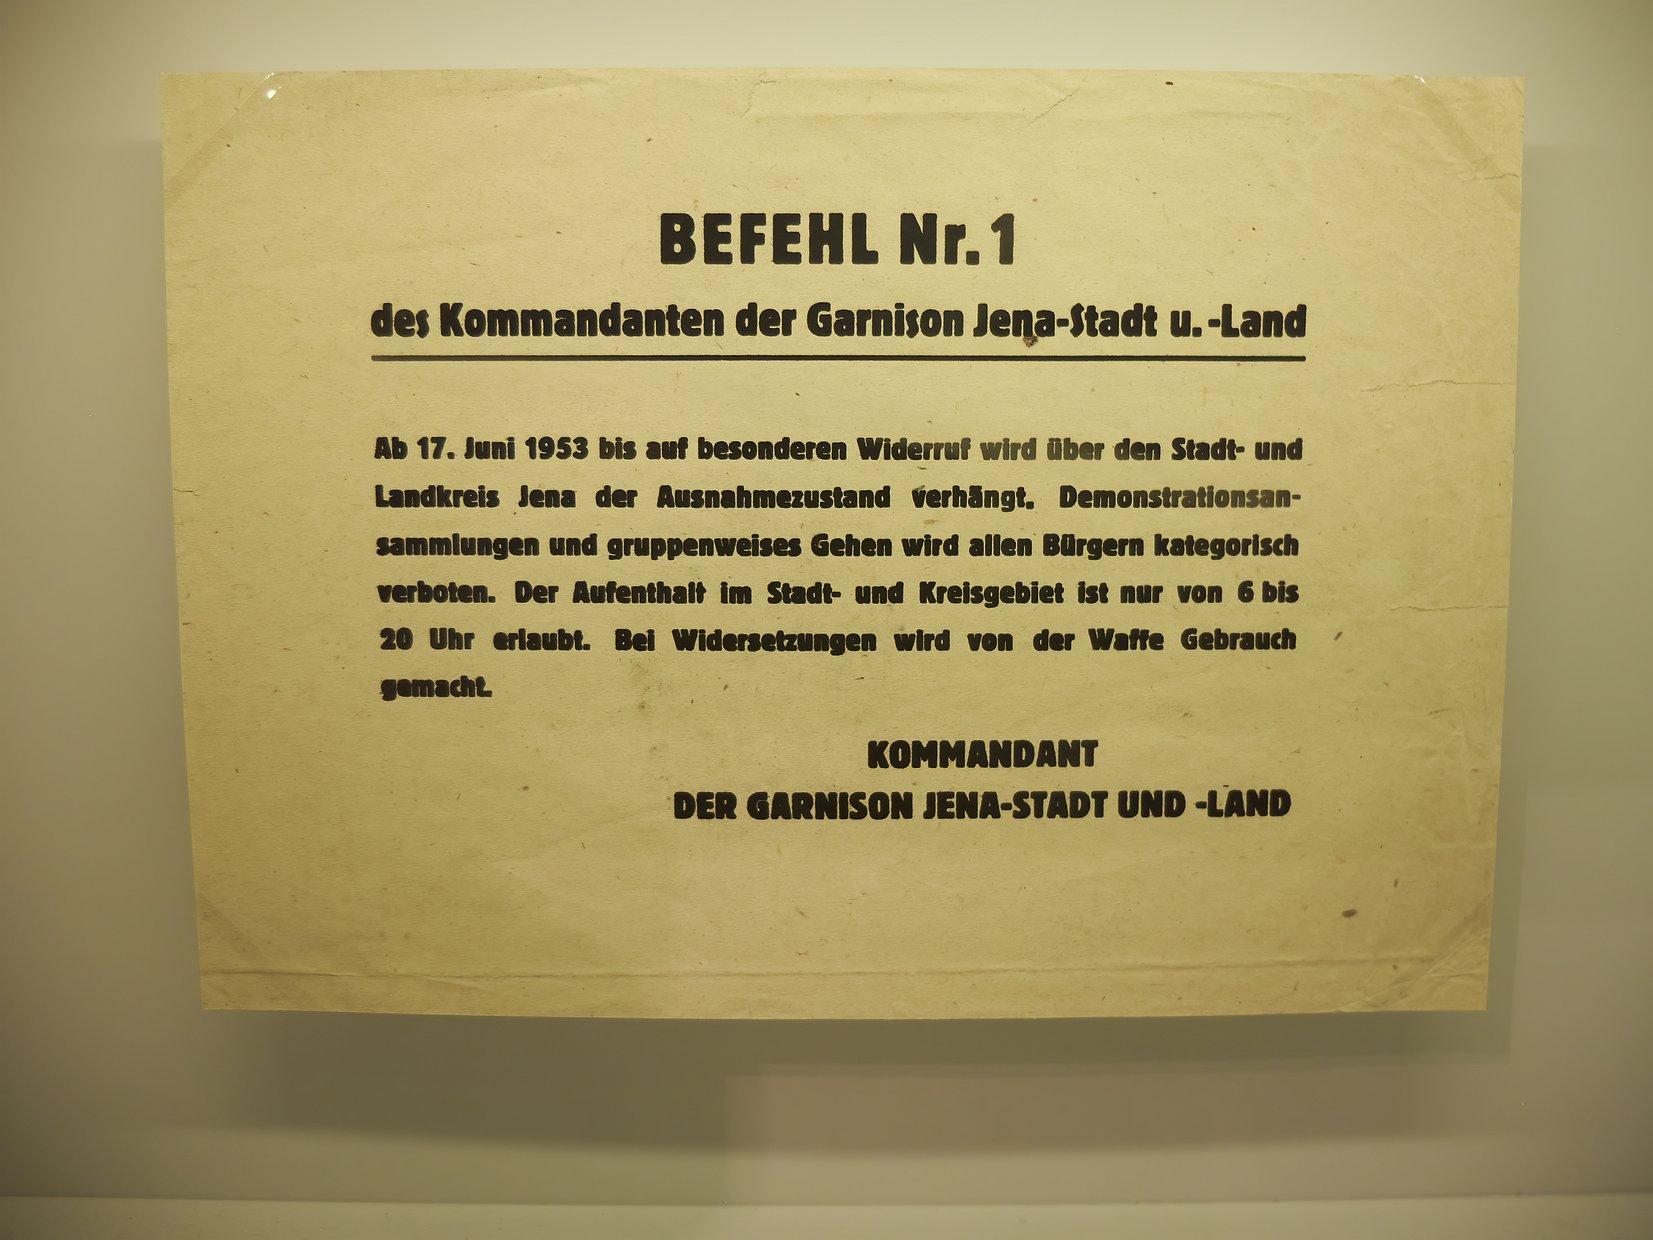 BEFEHL Nr. 1
des Kommandanten der Garnison Jena-Stadt u. -Land
Ab 17. Juni 1953 bis auf besonderen Widerruf wird über den Stadt- und
Landkreis Jena der Ausnahmezustand verhängt. Demonstrationsan-
sammlungen und gruppenweises Gehen wird allen Bürgern kategorisch
verboten. Der Aufenthalt im Stadt- und Kreisgebiet ist nur von 6 bis
20 Uhr erlaubt. Bei Widersetzungen wird von der Waffe Gebrauch
gemacht.
KOMMANDANT
DER GARNISON JENA-STADT UND -LAND